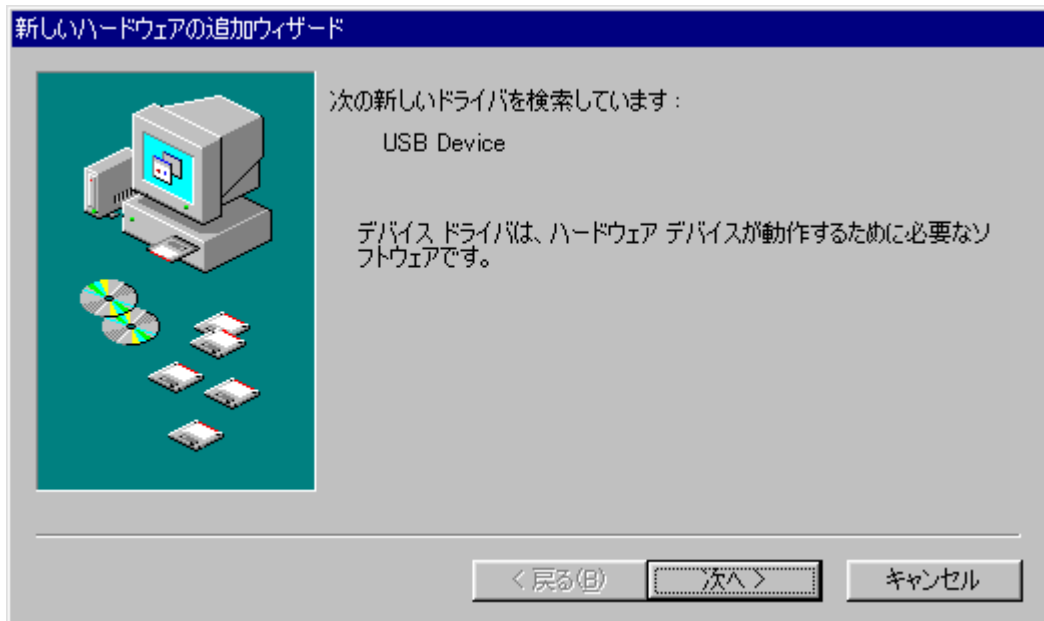 新しいハードウェアの追加ウィザード
次の新しいドライバを検索しています：
USB Device
デバイス ドライバは、ハードウェア デバイスが動作するために必要なソ
フトウェアです。
< 戻る(B)
次へ >
キャンセル